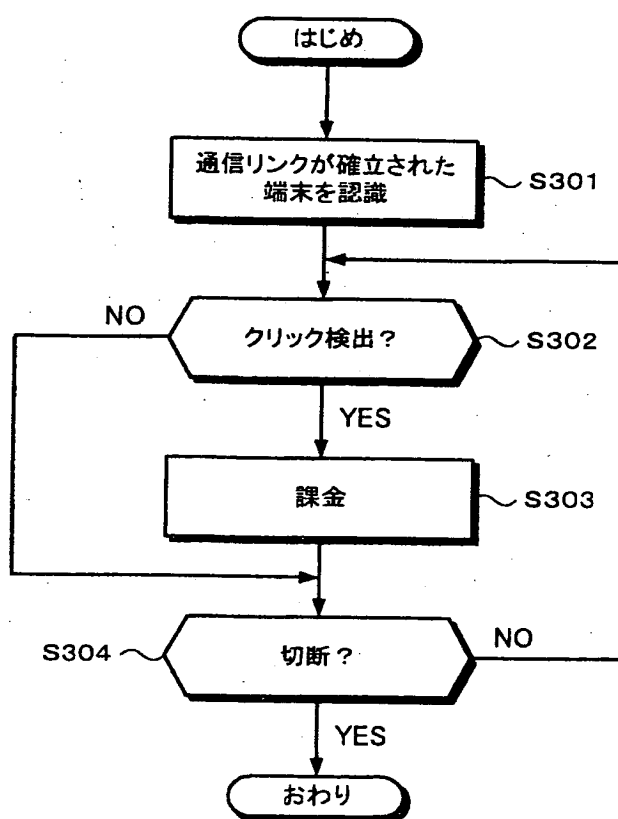 はじめ
通信リンクが確立された
端末を認識
S301
NO
クリック検出？
S302
YES
課金
S303
S304
切断？
NO
YES
おわり